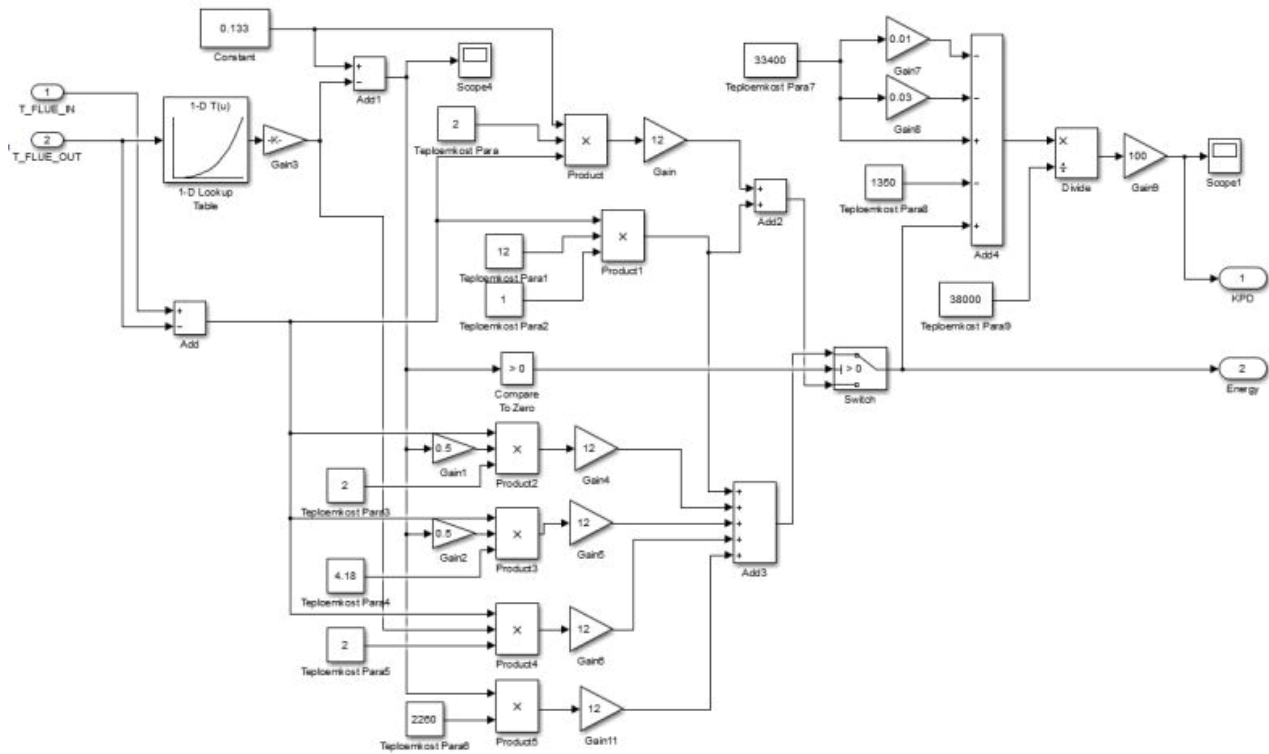 0.133
Constant
1
T_FLUE_IN
2
T_FLUE_OUT
1-D T(u)
1-D Lookup
Table
-K-
Gain3
+
−
Add1
Scope4
2
Teploemkost Para
×
Product
12
Gain
12
Teploemkost Para1
1
Teploemkost Para2
×
Product1
+
+
Add2
+
−
Add
33400
Teploemkost Para7
0.01
Gain7
0.03
Gain8
1350
Teploemkost Para8
−
−
+
−
+
Add4
×
÷
Divide
100
Gain9
Scope1
38000
Teploemkost Para9
1
KPD
> 0
Compare
To Zero
> 0
Switch
2
Energy
0.5
Gain1
2
Teploemkost Para3
×
Product2
12
Gain4
0.5
Gain2
4.18
Teploemkost Para4
×
Product3
12
Gain5
2
Teploemkost Para5
×
Product4
12
Gain6
2260
Teploemkost Para6
×
Product5
12
Gain11
+
+
+
+
+
Add3